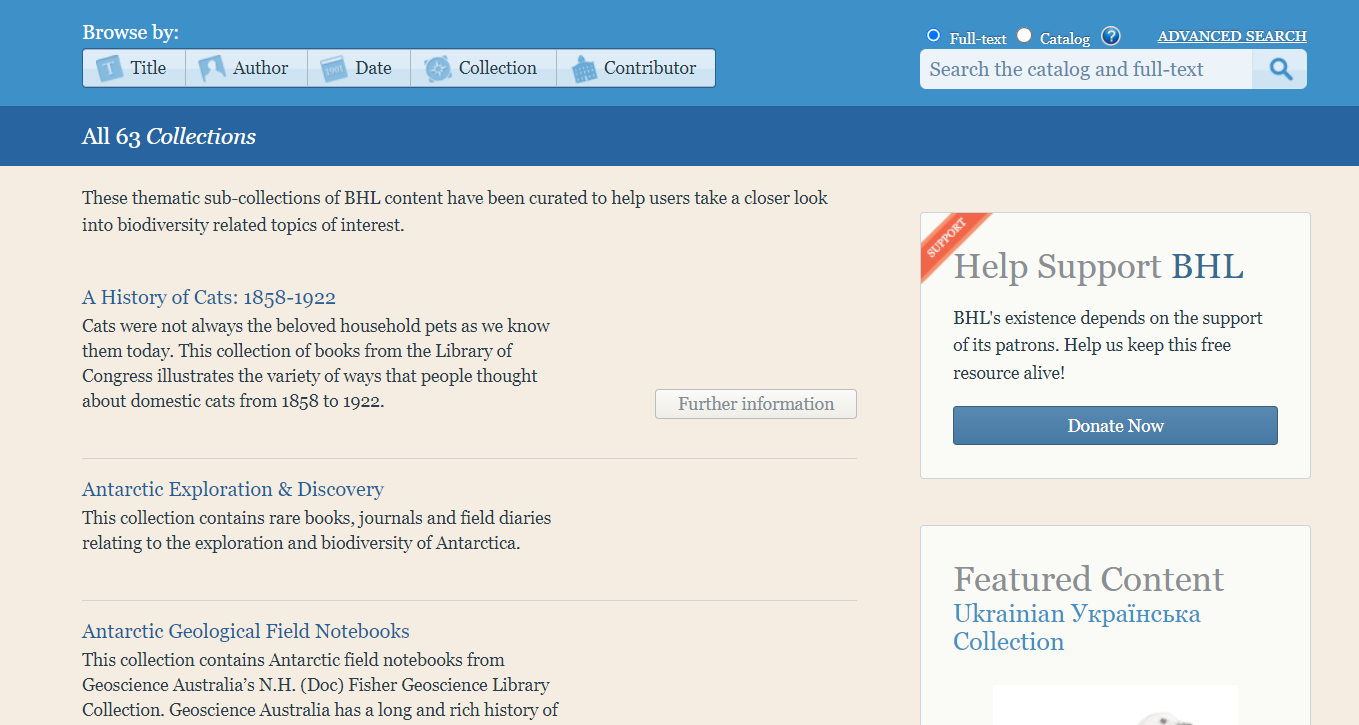 Browse by:
Title
Author
Date
Collection
Contributor
Full-text
Catalog
?
ADVANCED SEARCH
Search the catalog and full-text
All 63 Collections
These thematic sub-collections of BHL content have been curated to help users take a closer look
into biodiversity related topics of interest.
A History of Cats: 1858-1922
Cats were not always the beloved household pets as we know
them today. This collection of books from the Library of
Congress illustrates the variety of ways that people thought
about domestic cats from 1858 to 1922.
Further information
Antarctic Exploration & Discovery
This collection contains rare books, journals and field diaries
relating to the exploration and biodiversity of Antarctica.
Antarctic Geological Field Notebooks
This collection contains Antarctic field notebooks from
Geoscience Australia’s N.H. (Doc) Fisher Geoscience Library
Collection. Geoscience Australia has a long and rich history of
SUPPORT
Help Support BHL
BHL's existence depends on the support
of its patrons. Help us keep this free
resource alive!
Donate Now
Featured Content
Ukrainian Українська
Collection